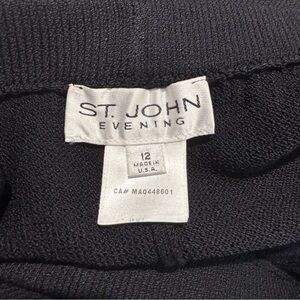 ST. JOHN
EVENING
12
MADE IN
U.S.A.
CA# MA0448601